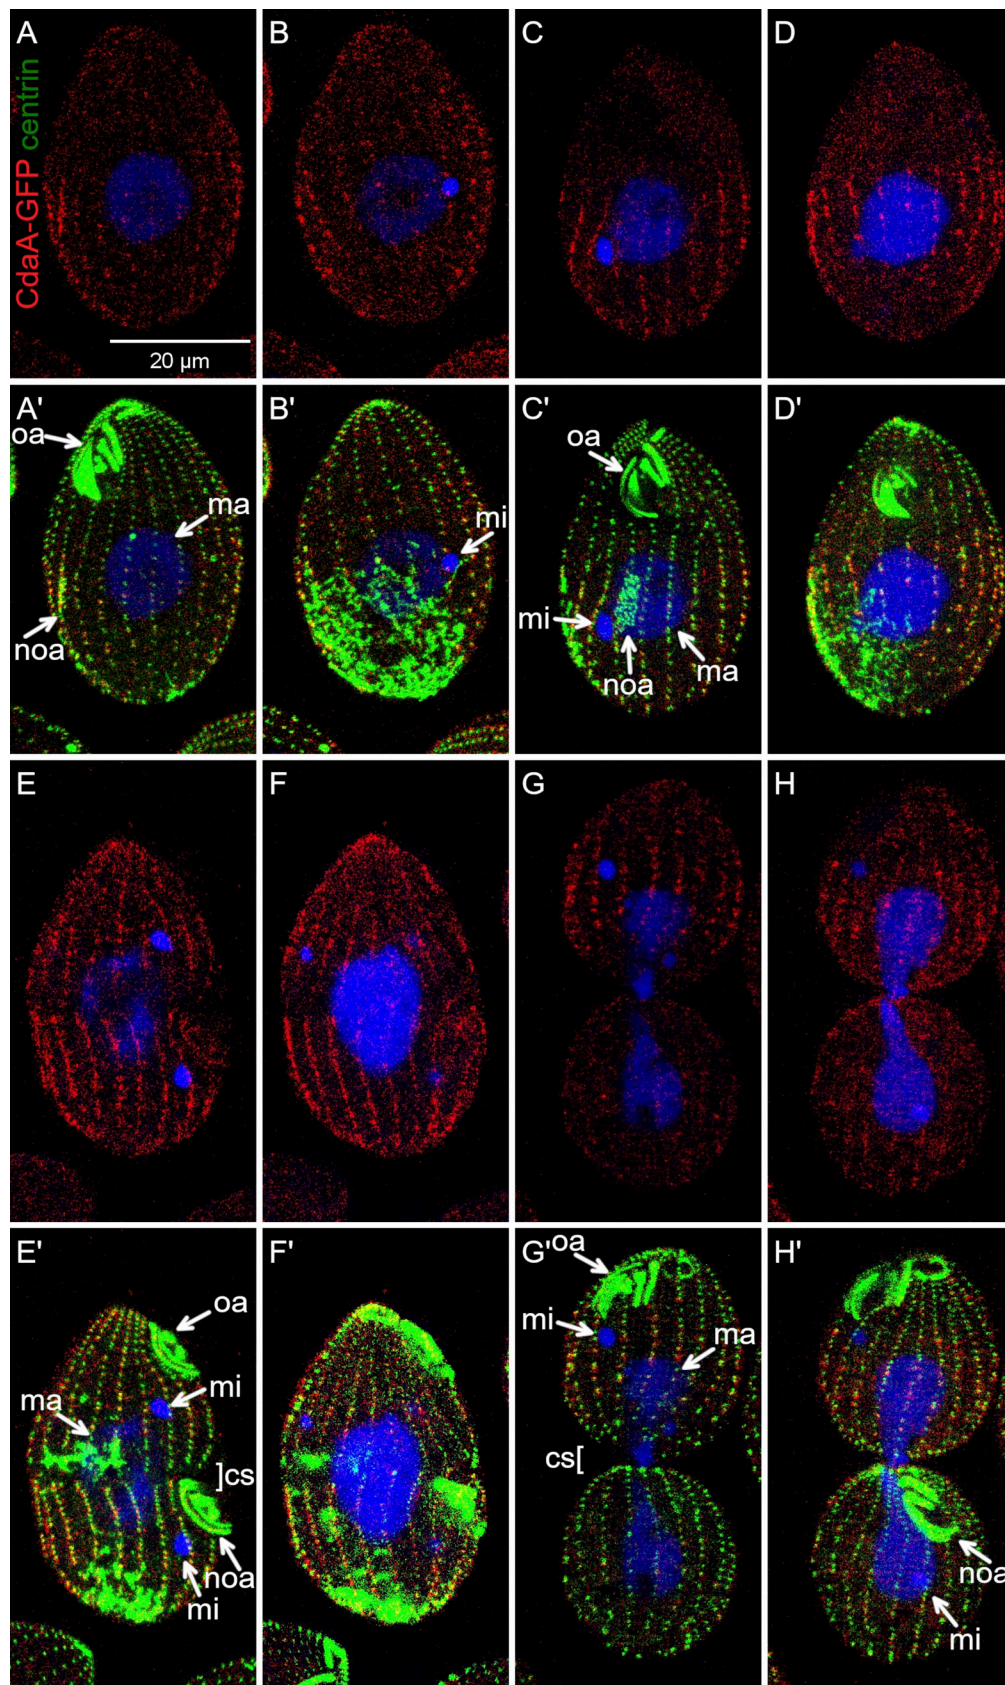 A
B
C
D
CdaA-GFP centrin
20 μm
A'
B'
C'
D'
oa
ma
noa
mi
oa
mi
noa
ma
E
F
G
H
E'
F'
G'
H'
oa
ma
mi
]cs
noa
mi
oa
mi
ma
cs[
noa
mi